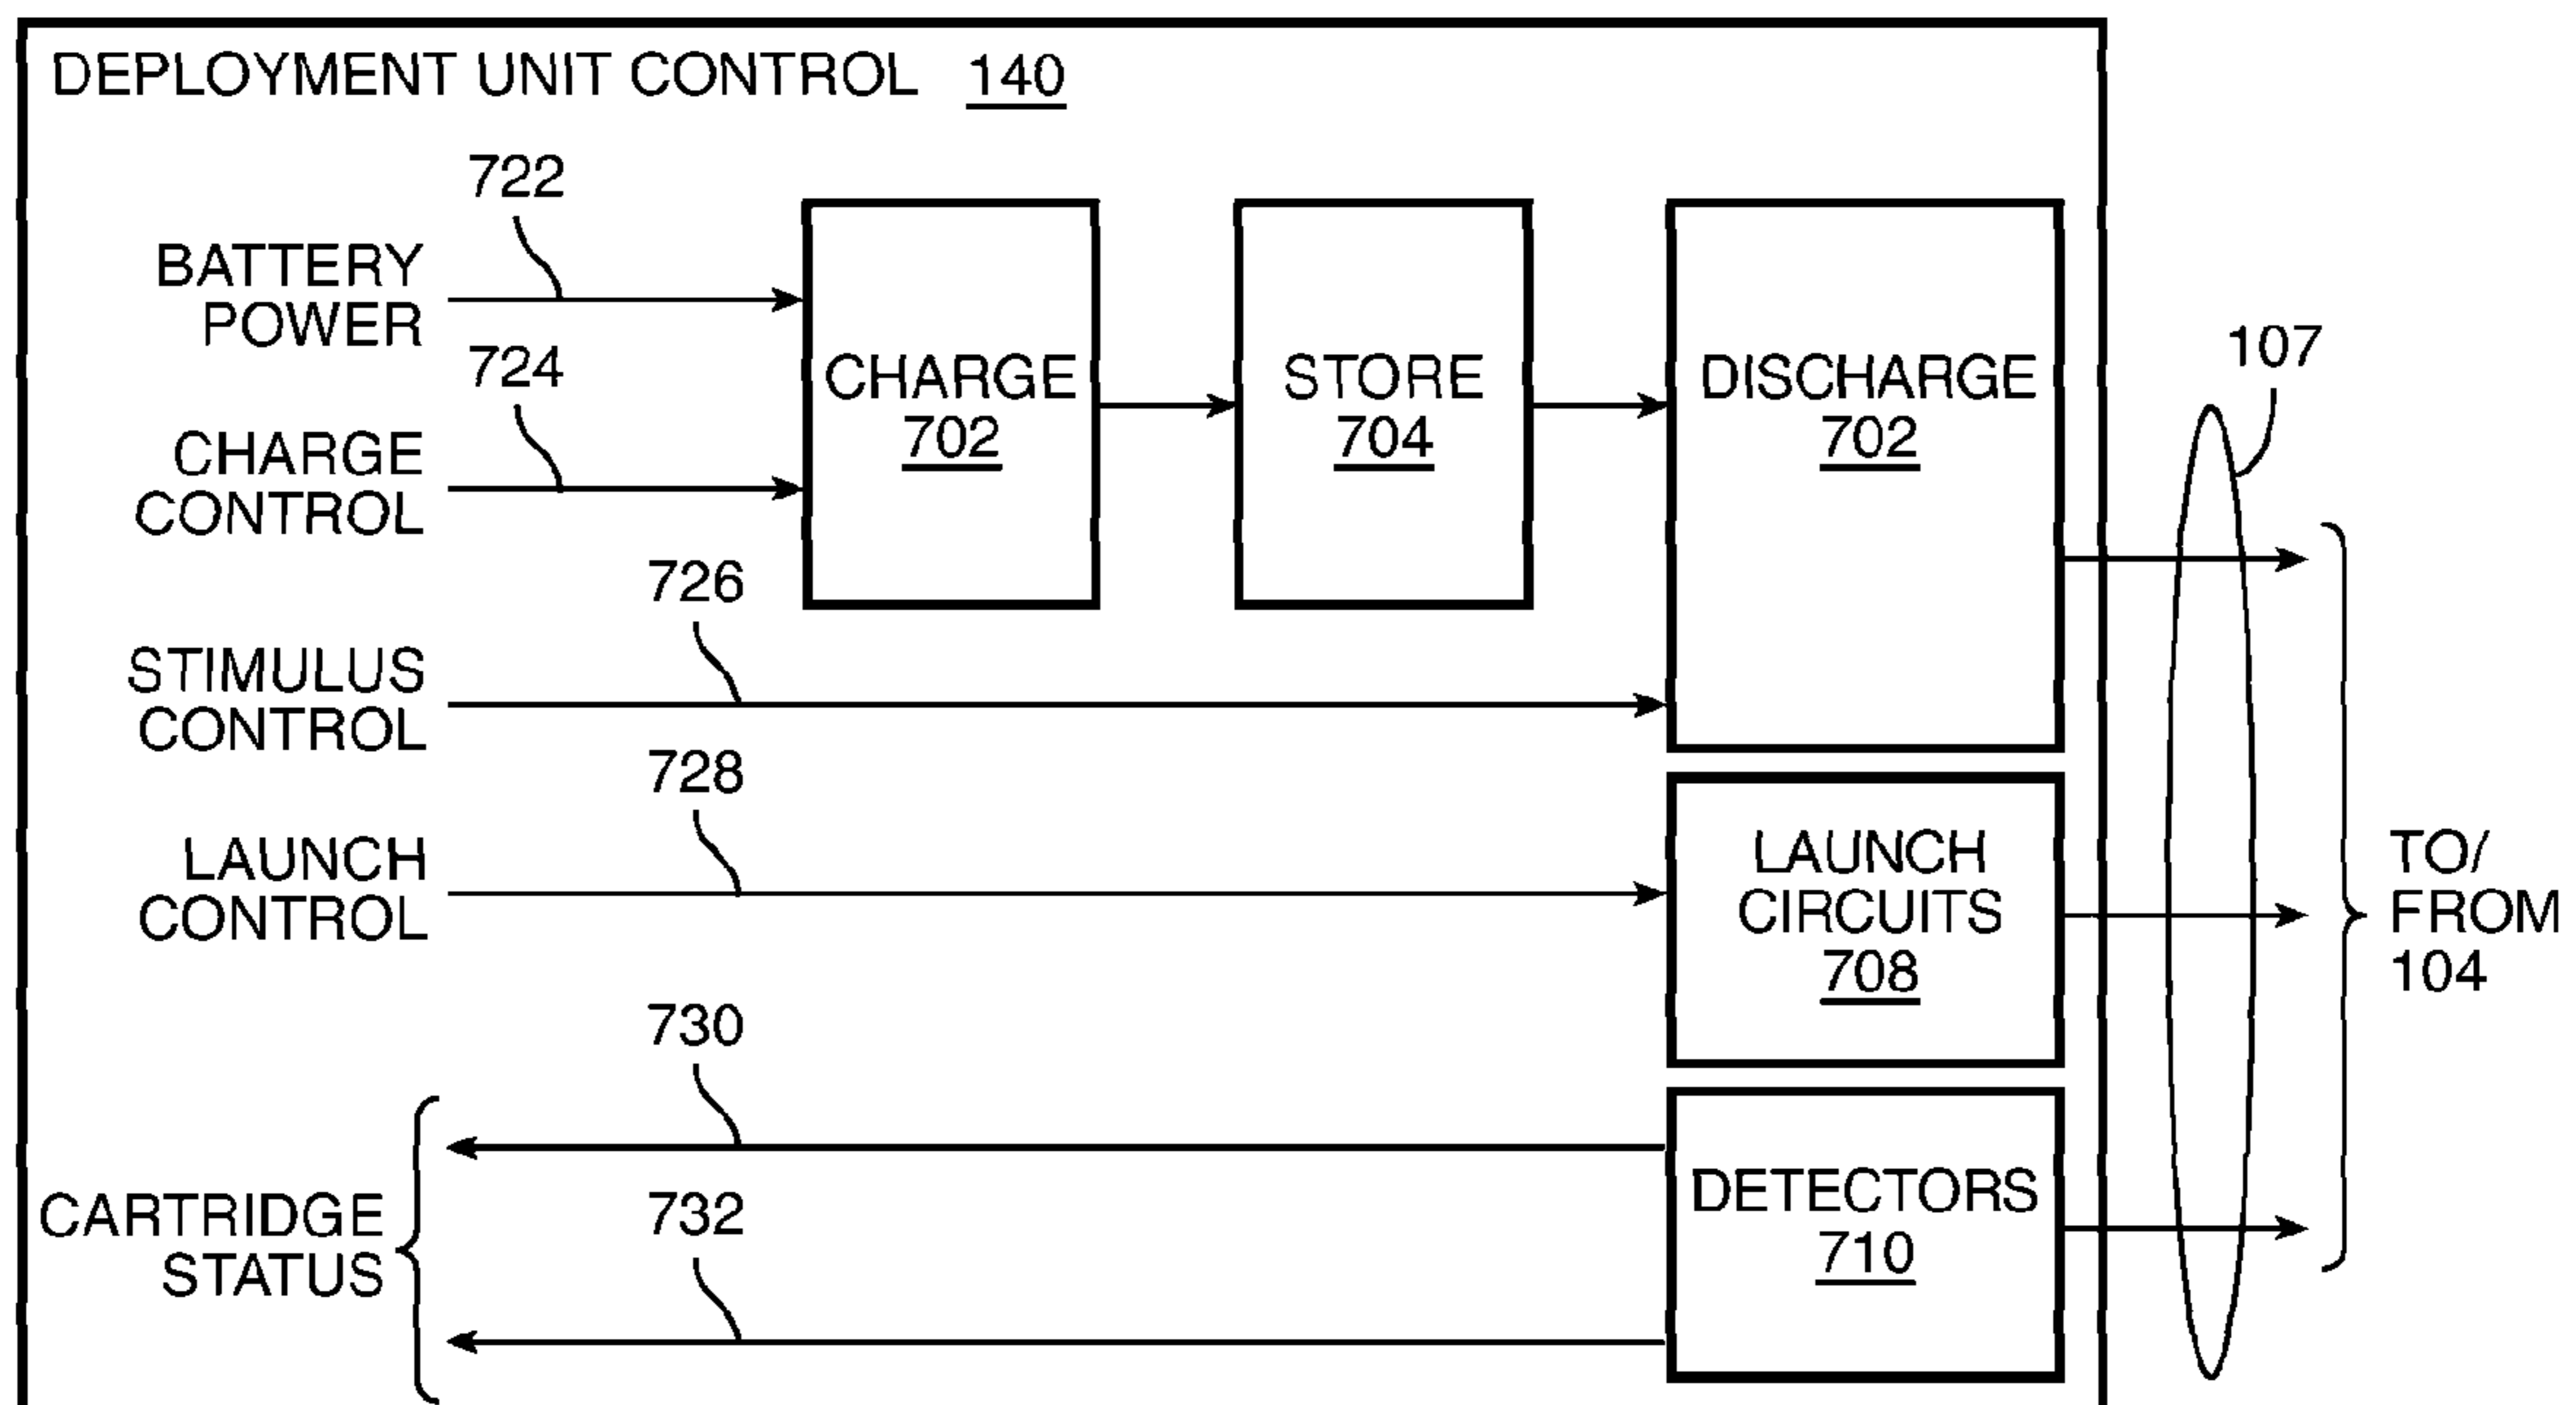 DEPLOYMENT UNIT CONTROL 140
722
BATTERY
POWER
724
CHARGE
CONTROL
CHARGE
702
STORE
704
DISCHARGE
702
107
726
STIMULUS
CONTROL
728
LAUNCH
CONTROL
LAUNCH
CIRCUITS
708
TO/
FROM
104
730
732
CARTRIDGE
STATUS
DETECTORS
710